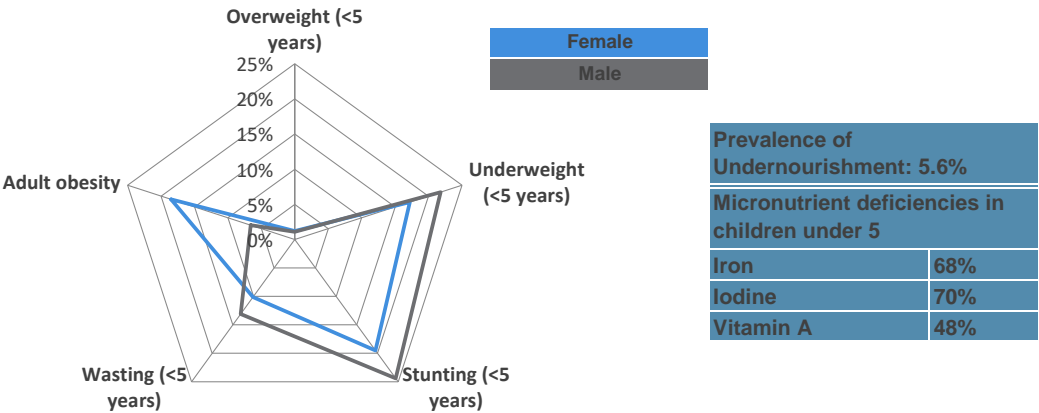 Overweight (<5
years)
25%
20%
15%
10%
5%
0%
Underweight
(<5 years)
Stunting (<5
years)
Wasting (<5
years)
Adult obesity
Female
Male
Prevalence of
Undernourishment: 5.6%
Micronutrient deficiencies in
children under 5
Iron 68%
Iodine 70%
Vitamin A 48%